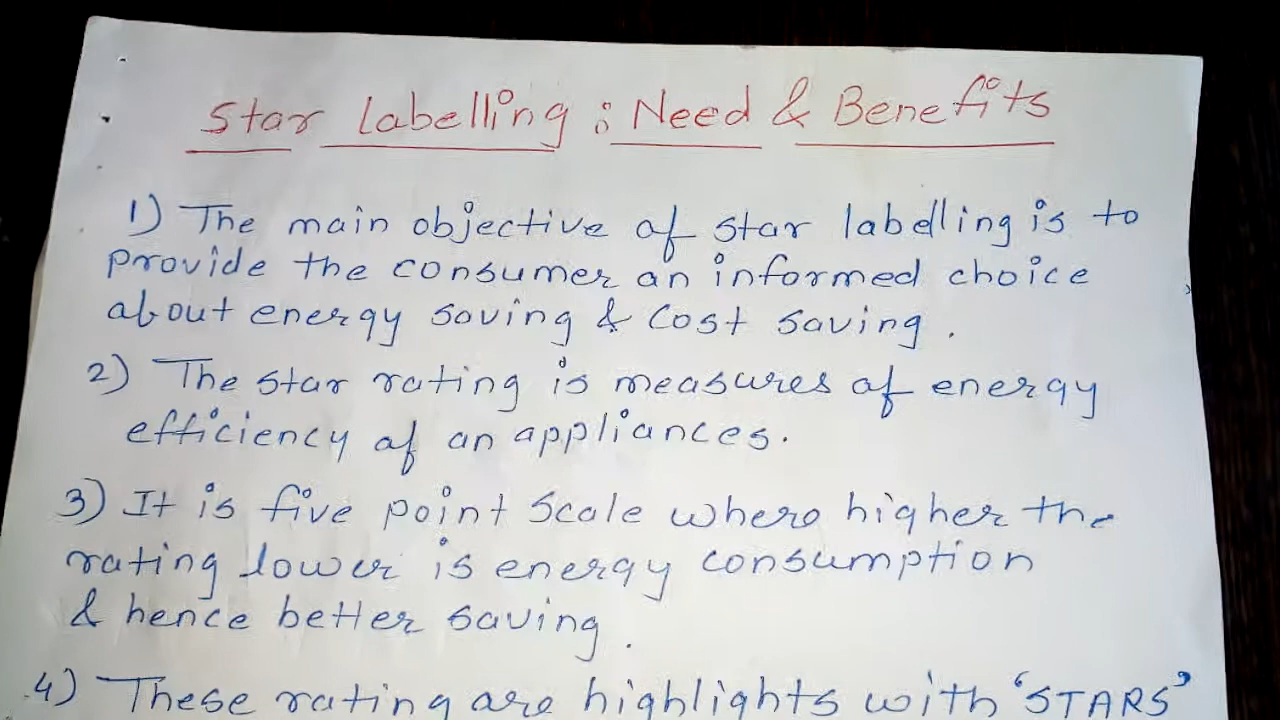 Star labelling : Need & Benefits
1) The main objective of star labelling is to
provide the consumer an informed choice
about energy saving & cost saving.
2) The star rating is measures of energy
efficiency of an appliances.
3) It is five point scale where higher the
rating lower is energy consumption
& hence better saving.
4) These rating are highlights with 'STARS'